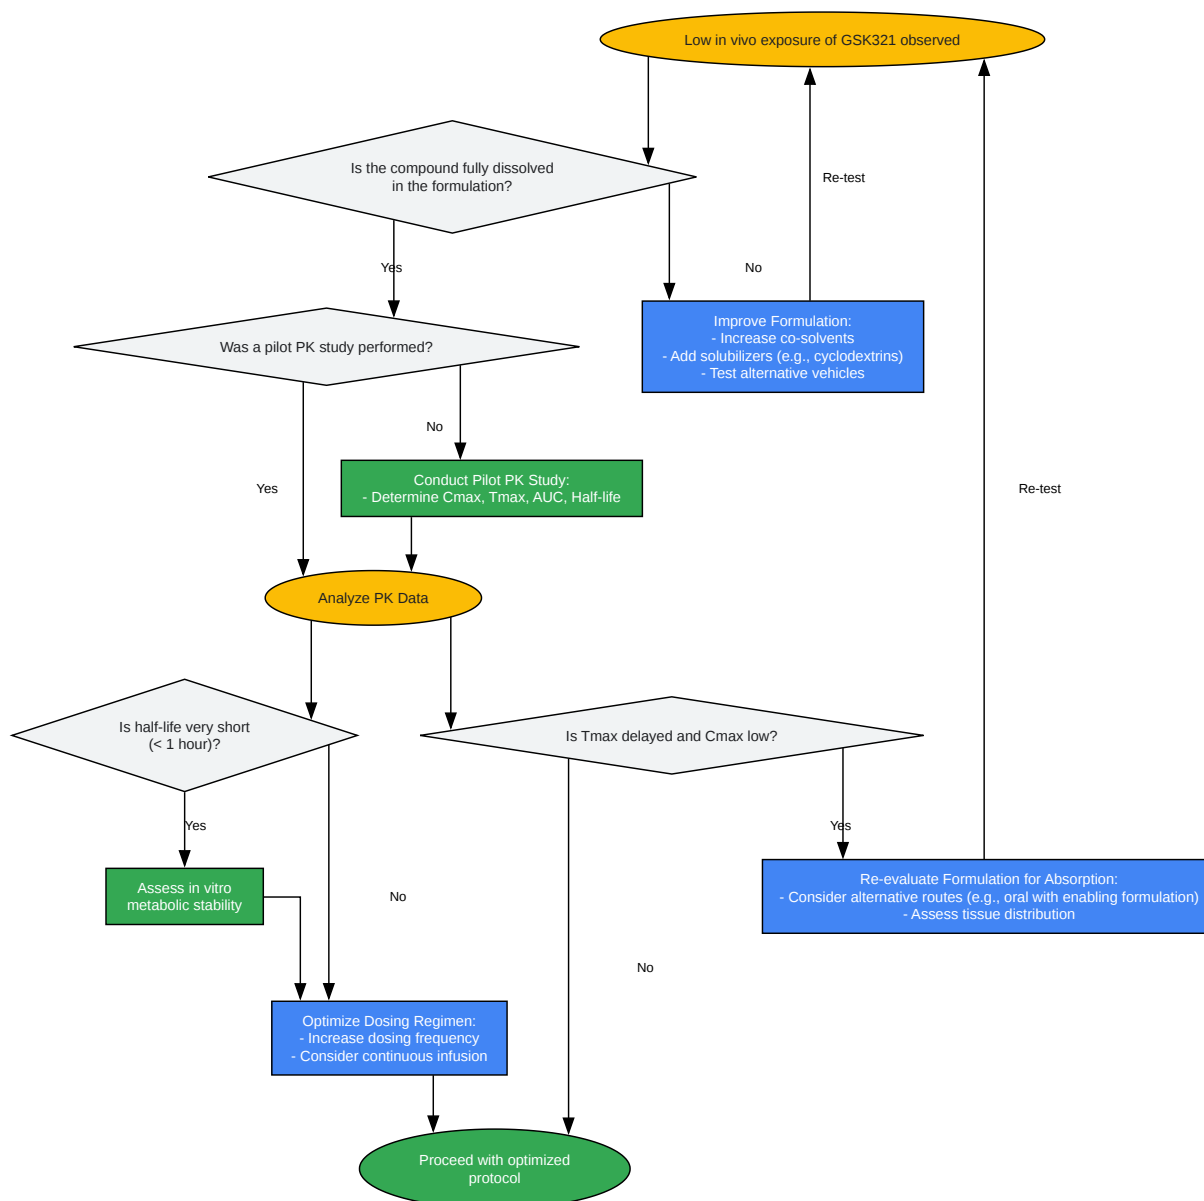 Low in vivo exposure of GSK321 observed
Is the compound fully dissolved
in the formulation?
Re-test
Yes
No
Improve Formulation:
- Increase co-solvents
- Add solubilizers (e.g., cyclodextrins)
- Test alternative vehicles
Was a pilot PK study performed?
No
Yes
Conduct Pilot PK Study:
- Determine Cmax, Tmax, AUC, Half-life
Re-test
Analyze PK Data
Is half-life very short
(< 1 hour)?
Is Tmax delayed and Cmax low?
Yes
Yes
Assess in vitro
metabolic stability
No
Re-evaluate Formulation for Absorption:
- Consider alternative routes (e.g., oral with enabling formulation)
- Assess tissue distribution
No
Optimize Dosing Regimen:
- Increase dosing frequency
- Consider continuous infusion
Proceed with optimized
protocol